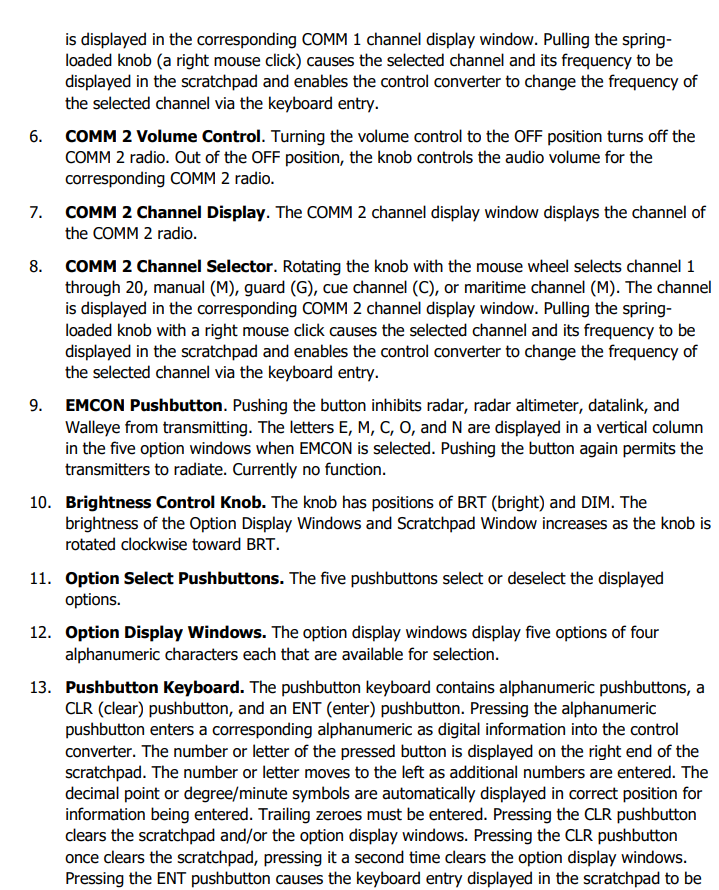 is displayed in the corresponding COMM 1 channel display window. Pulling the spring-
loaded knob (a right mouse click) causes the selected channel and its frequency to be
displayed in the scratchpad and enables the control converter to change the frequency of
the selected channel via the keyboard entry.
6. COMM 2 Volume Control. Turning the volume control to the OFF position turns off the
COMM 2 radio. Out of the OFF position, the knob controls the audio volume for the
corresponding COMM 2 radio.
7. COMM 2 Channel Display. The COMM 2 channel display window displays the channel of
the COMM 2 radio.
8. COMM 2 Channel Selector. Rotating the knob with the mouse wheel selects channel 1
through 20, manual (M), guard (G), cue channel (C), or maritime channel (M). The channel
is displayed in the corresponding COMM 2 channel display window. Pulling the spring-
loaded knob with a right mouse click causes the selected channel and its frequency to be
displayed in the scratchpad and enables the control converter to change the frequency of
the selected channel via the keyboard entry.
9. EMCON Pushbutton. Pushing the button inhibits radar, radar altimeter, datalink, and
Walleye from transmitting. The letters E, M, C, O, and N are displayed in a vertical column
in the five option windows when EMCON is selected. Pushing the button again permits the
transmitters to radiate. Currently no function.
10. Brightness Control Knob. The knob has positions of BRT (bright) and DIM. The
brightness of the Option Display Windows and Scratchpad Window increases as the knob is
rotated clockwise toward BRT.
11. Option Select Pushbuttons. The five pushbuttons select or deselect the displayed
options.
12. Option Display Windows. The option display windows display five options of four
alphanumeric characters each that are available for selection.
13. Pushbutton Keyboard. The pushbutton keyboard contains alphanumeric pushbuttons, a
CLR (clear) pushbutton, and an ENT (enter) pushbutton. Pressing the alphanumeric
pushbutton enters a corresponding alphanumeric as digital information into the control
converter. The number or letter of the pressed button is displayed on the right end of the
scratchpad. The number or letter moves to the left as additional numbers are entered. The
decimal point or degree/minute symbols are automatically displayed in correct position for
information being entered. Trailing zeroes must be entered. Pressing the CLR pushbutton
clears the scratchpad and/or the option display windows. Pressing the CLR pushbutton
once clears the scratchpad, pressing it a second time clears the option display windows.
Pressing the ENT pushbutton causes the keyboard entry displayed in the scratchpad to be